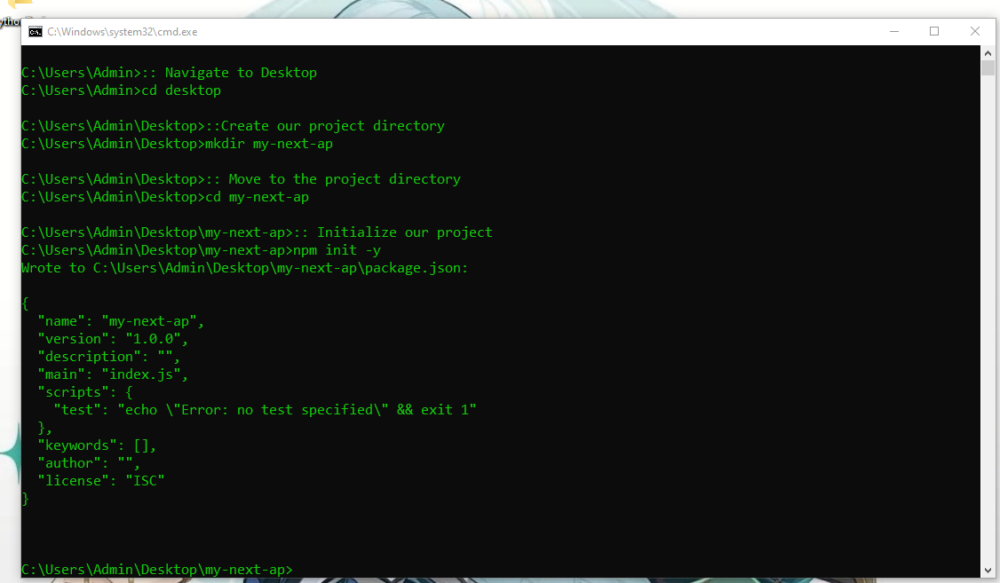 C:\Windows\system32\cmd.exe
C:\Users\Admin>:: Navigate to Desktop
C:\Users\Admin>cd desktop
C:\Users\Admin\Desktop>::Create our project directory
C:\Users\Admin\Desktop>mkdir my-next-ap
C:\Users\Admin\Desktop>:: Move to the project directory
C:\Users\Admin\Desktop>cd my-next-ap
C:\Users\Admin\Desktop\my-next-ap>:: Initialize our project
C:\Users\Admin\Desktop\my-next-ap>npm init -y
Wrote to C:\Users\Admin\Desktop\my-next-ap\package.json:
{
  "name": "my-next-ap",
  "version": "1.0.0",
  "description": "",
  "main": "index.js",
  "scripts": {
    "test": "echo \"Error: no test specified\" && exit 1"
  },
  "keywords": [],
  "author": "",
  "license": "ISC"
}
C:\Users\Admin\Desktop\my-next-ap>